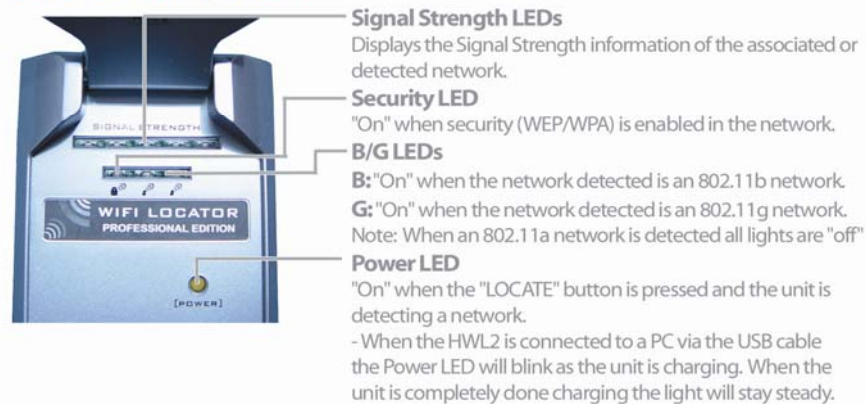 Signal Strength LEDs
Displays the Signal Strength information of the associated or
detected network.
Security LED
"On" when security (WEP/WPA) is enabled in the network.
B/G LEDs
B: "On" when the network detected is an 802.11b network.
G: "On" when the network detected is an 802.11g network.
Note: When an 802.11a network is detected all lights are "off"
Power LED
"On" when the "LOCATE" button is pressed and the unit is
detecting a network.
- When the HWL2 is connected to a PC via the USB cable
the Power LED will blink as the unit is charging. When the
unit is completely done charging the light will stay steady.
SIGNAL STRENGTH
WIFI LOCATOR
PROFESSIONAL EDITION
[POWER]